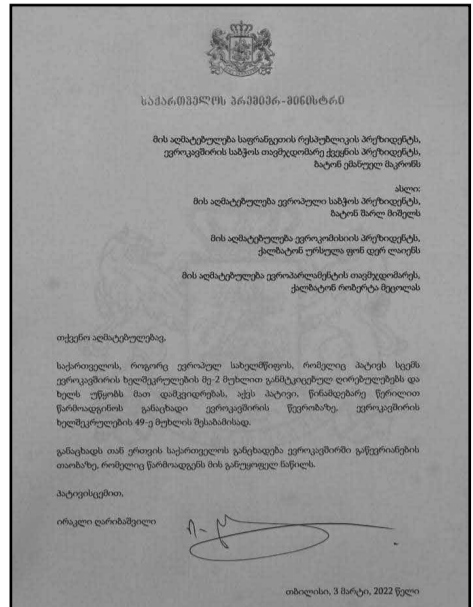 საქართველოს პრემიერ-მინისტრი
მის აღმატებულება საფრანგეთის რესპუბლიკის პრეზიდენტს,
ევროკავშირის საბჭოს თავმჯდომარე ქვეყნის პრეზიდენტს,
ბატონ ემანუელ მაკრონს
ასლი:
მის აღმატებულება ევროპული საბჭოს პრეზიდენტს,
ბატონ შარლ მიშელს
მის აღმატებულება ევროკომისიის პრეზიდენტს,
ქალბატონ ურსულა ფონ დერ ლაიენს
მის აღმატებულება ევროპარლამენტის თავმჯდომარეს,
ქალბატონ რობერტა მეცოლას
თქვენო აღმატებულებავ,
საქართველოს, როგორც ევროპულ სახელმწიფოს, რომელიც პატივს სცემს
ევროკავშირის ხელშეკრულების მე-2 მუხლით განმტკიცებულ ღირებულებებს და
ხელს უწყობს მათ დამკვიდრებას, აქვს პატივი, წინამდებარე წერილით
წარმოადგინოს განაცხადი ევროკავშირის წევრობაზე, ევროკავშირის
ხელშეკრულების 49-ე მუხლის შესაბამისად.
განაცხადს თან ერთვის საქართველოს განცხადება ევროკავშირში გაწევრიანების
თაობაზე, რომელიც წარმოადგენს მის განუყოფელ ნაწილს.
პატივისცემით,
ირაკლი ღარიბაშვილი
თბილისი, 3 მარტი, 2022 წელი